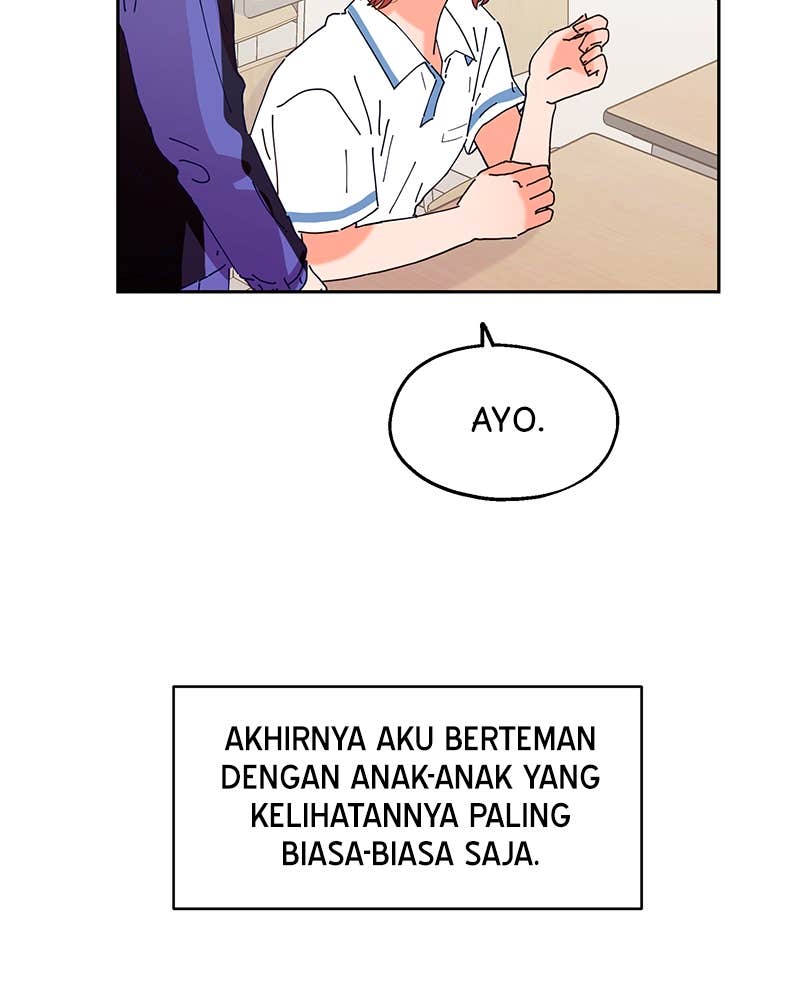 AYO.
AKHIRNYA AKU BERTEMAN
DENGAN ANAK-ANAK YANG
KELIHATANNYA PALING
BIASA-BIASA SAJA.